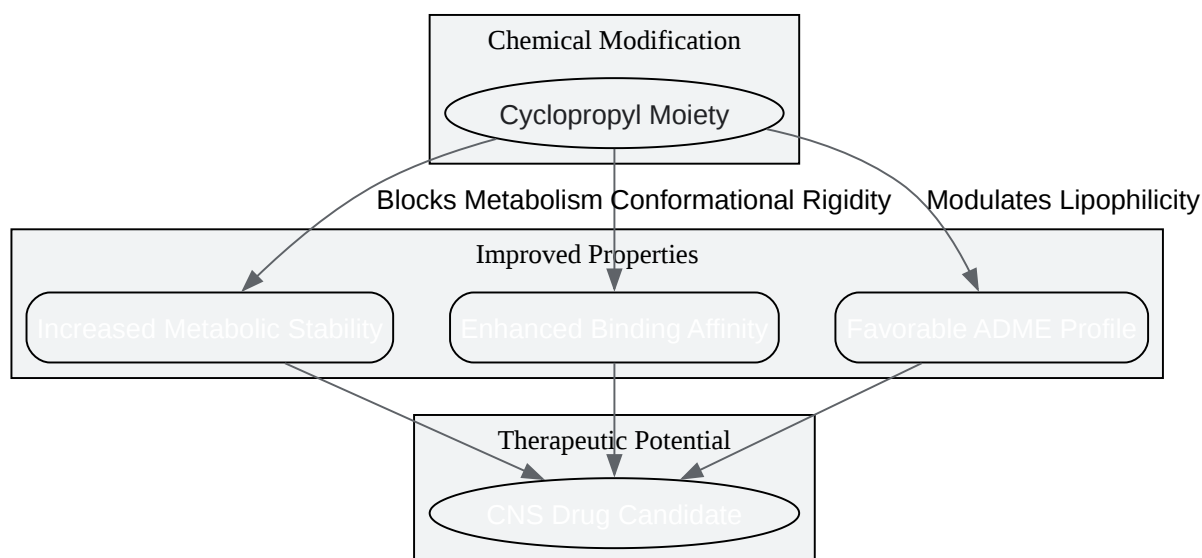 Chemical Modification
Cyclopropyl Moiety
Blocks Metabolism
Conformational Rigidity
Modulates Lipophilicity
Improved Properties
Increased Metabolic Stability
Enhanced Binding Affinity
Favorable ADME Profile
Therapeutic Potential
CNS Drug Candidate